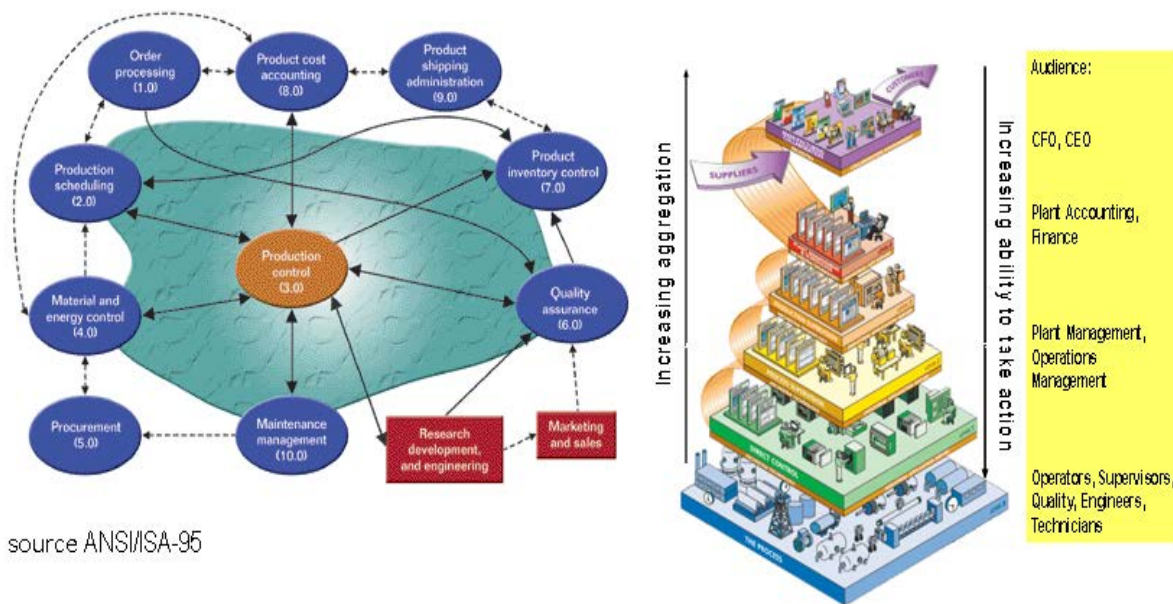 Order
processing
(1.0)
Product cost
accounting
(8.0)
Product
shipping
administration
(9.0)
Production
scheduling
(2.0)
Product
inventory control
(7.0)
Production
control
(3.0)
Material and
energy control
(4.0)
Quality
assurance
(6.0)
Procurement
(5.0)
Maintenance
management
(10.0)
Research
development,
and engineering
Marketing
and sales
source ANSI/ISA-95
Increasing aggregation
CUSTOMERS
SUPPLIERS
DIRECT CONTROL
THE PROCESS
Increasing ability to take action
Audience:
CFO, CEO
Plant Accounting,
Finance
Plant Management,
Operations
Management
Operators, Supervisors,
Quality, Engineers,
Technicians